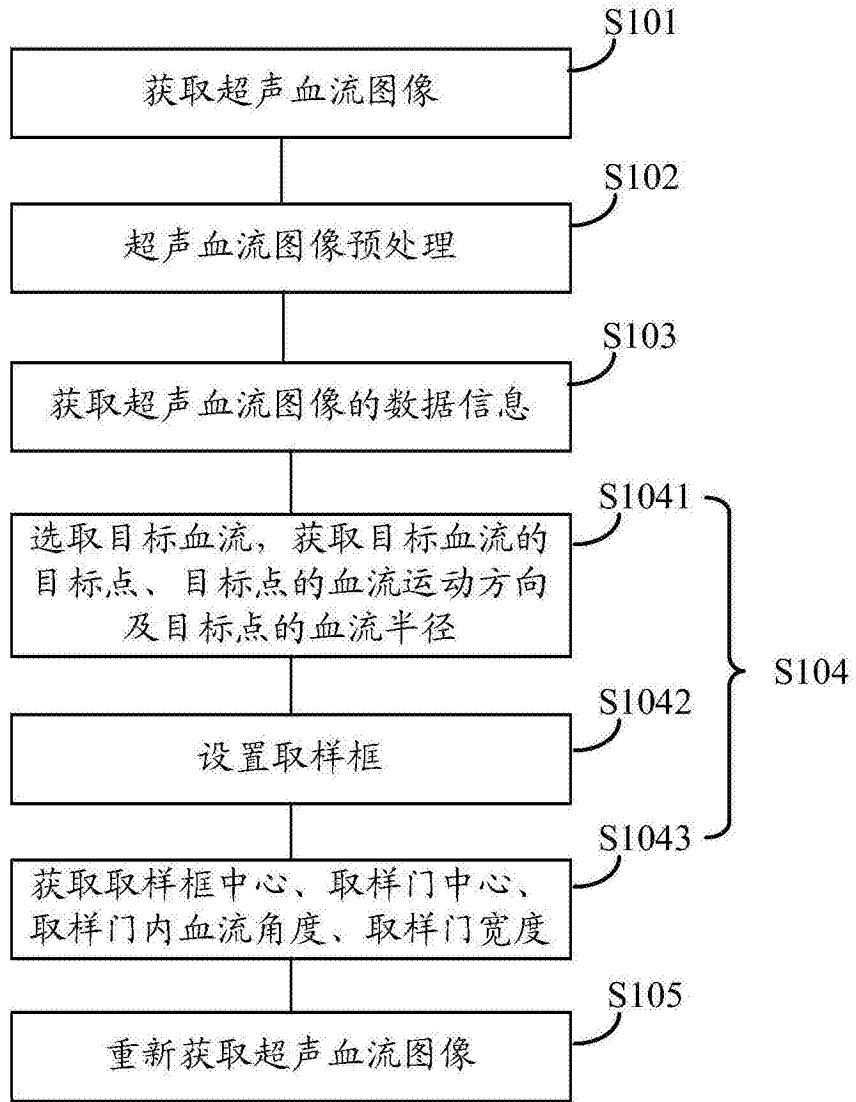 S101
获取超声血流图像
S102
超声血流图像预处理
S103
获取超声血流图像的数据信息
S1041
选取目标血流，获取目标血流的
目标点、目标点的血流运动方向
及目标点的血流半径
S104
S1042
设置取样框
S1043
获取取样框中心、取样门中心、
取样门内血流角度、取样门宽度
S105
重新获取超声血流图像